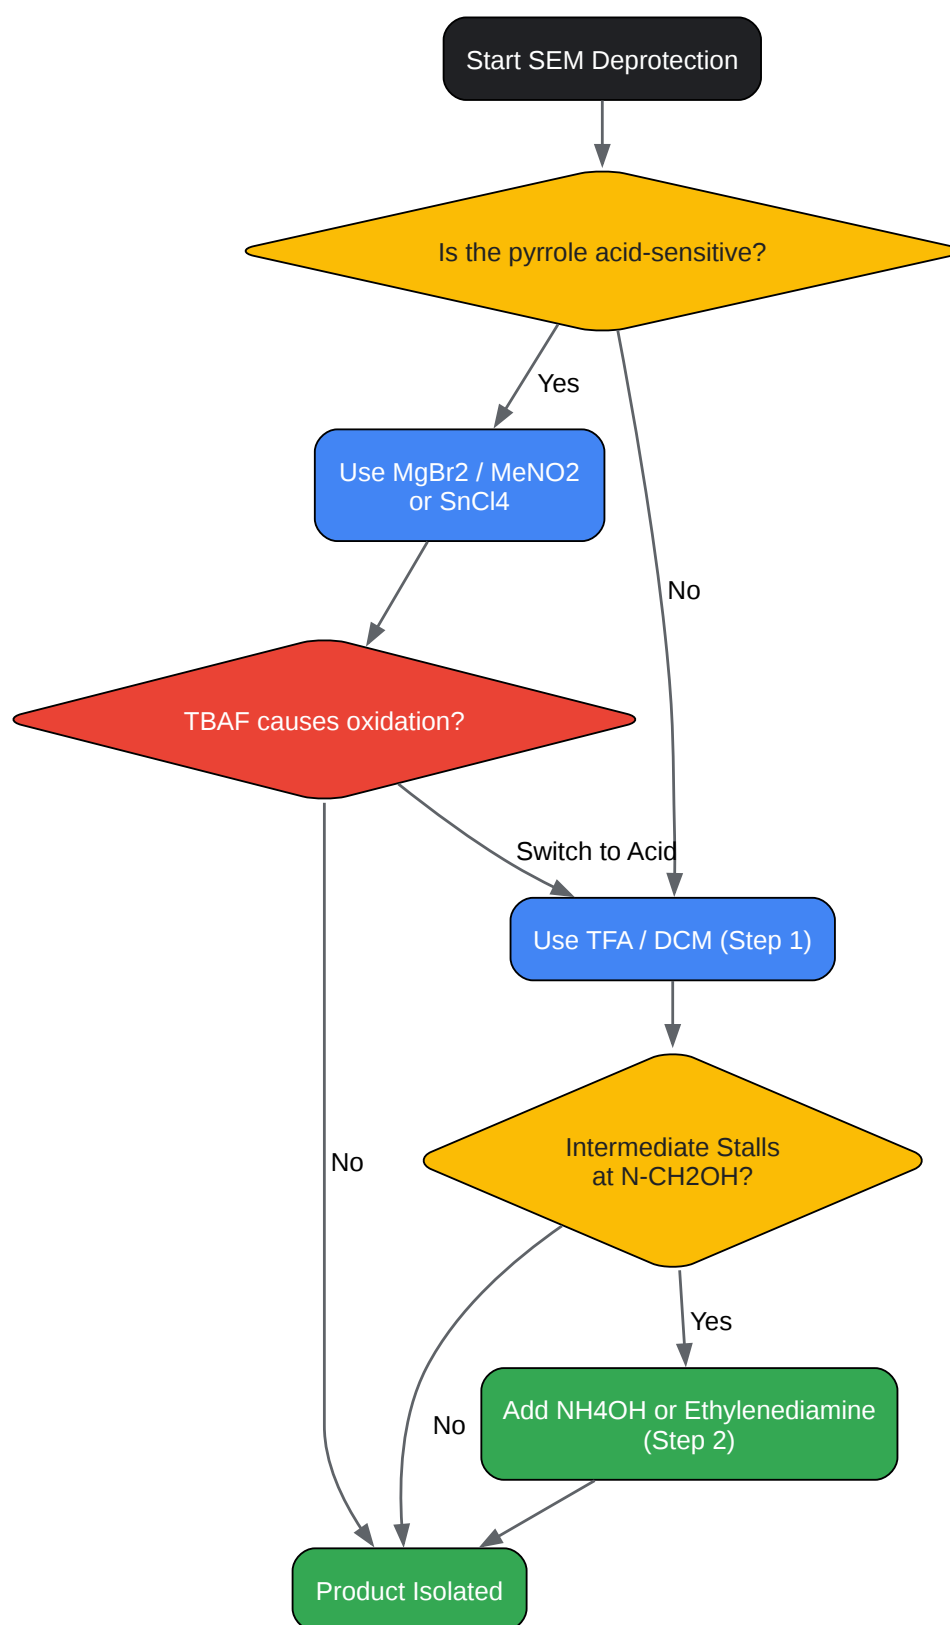 Start SEM Deprotection
Is the pyrrole acid-sensitive?
Yes
Use MgBr2 / MeNO2
or SnCl4
No
TBAF causes oxidation?
Switch to Acid
Use TFA / DCM (Step 1)
Intermediate Stalls
at N-CH2OH?
No
Yes
Add NH4OH or Ethylenediamine
(Step 2)
No
Product Isolated